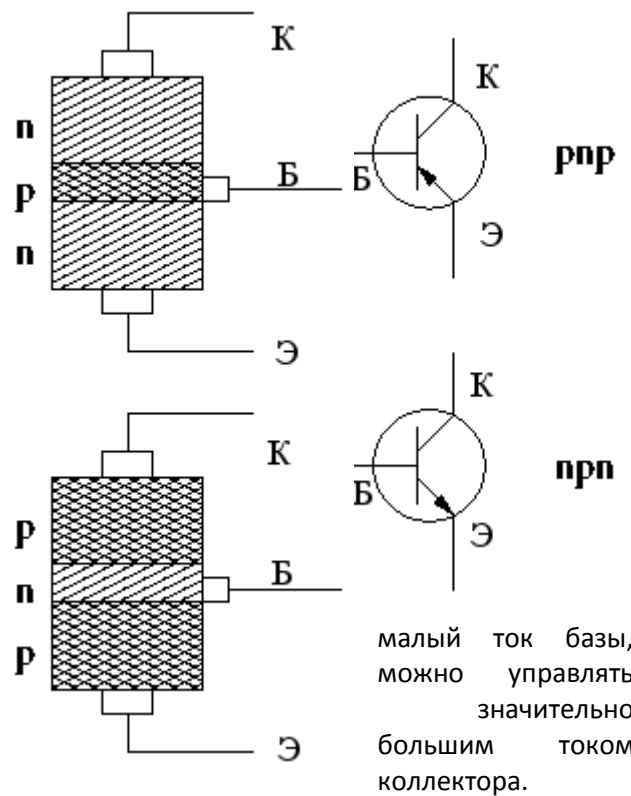 К
n
p
n
Б
Э
К
Б
Э
pnp
К
p
n
p
Б
Э
К
Б
Э
npn
малый ток базы,
можно управлять
значительно
большим током
коллектора.